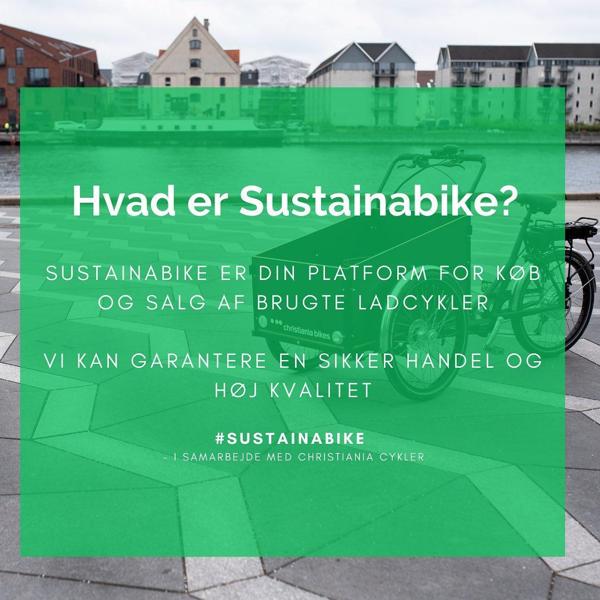 Hvad er Sustainabike?
SUSTAINABIKE ER DIN PLATFORM FOR KØB
OG SALG AF BRUGTE LADCYKLER
christiania bikes
VI KAN GARANTERE EN SIKKER HANDEL OG
HØJ KVALITET
#SUSTAINABIKE
- I SAMARBEJDE MED CHRISTIANIA CYKLER